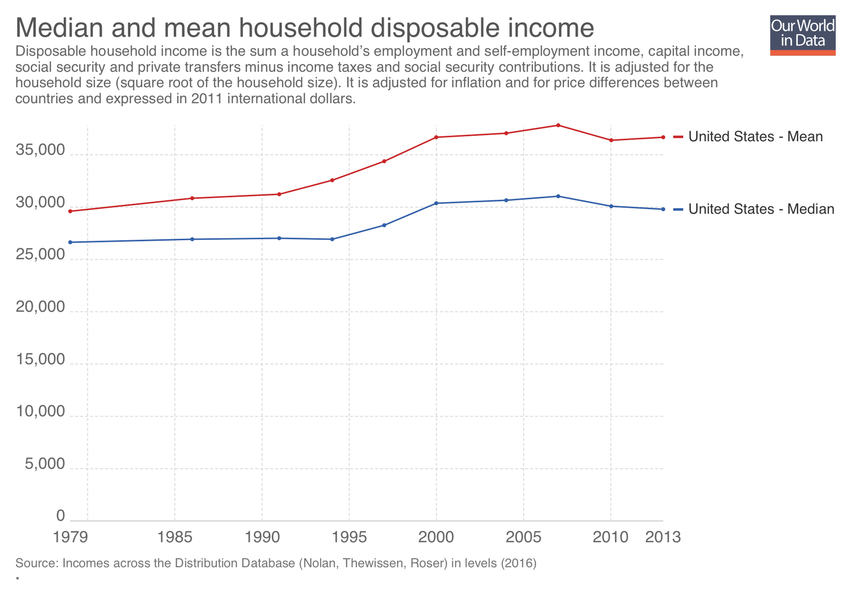 Median and mean household disposable income
Our World
in Data
Disposable household income is the sum a household's employment and self-employment income, capital income,
social security and private transfers minus income taxes and social security contributions. It is adjusted for the
household size (square root of the household size). It is adjusted for inflation and for price differences between
countries and expressed in 2011 international dollars.
35,000
30,000
25,000
20,000
15,000
10,000
5,000
0
United States - Mean
United States - Median
1979 1985 1990 1995 2000 2005 2010 2013
Source: Incomes across the Distribution Database (Nolan, Thewissen, Roser) in levels (2016)
•